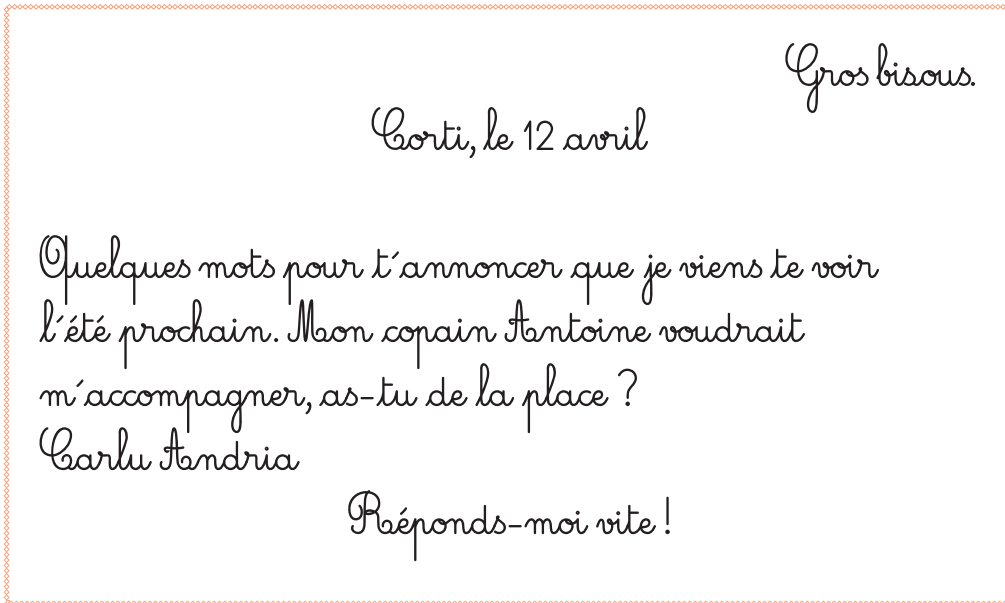 Gros bisous.
Corti, le 12 avril
Quelques mots pour t´annoncer que je viens te voir
l´été prochain. Mon copain Antoine voudrait
m´accompagner, as-tu de la place ?
Carlu Andria
Réponds-moi vite !